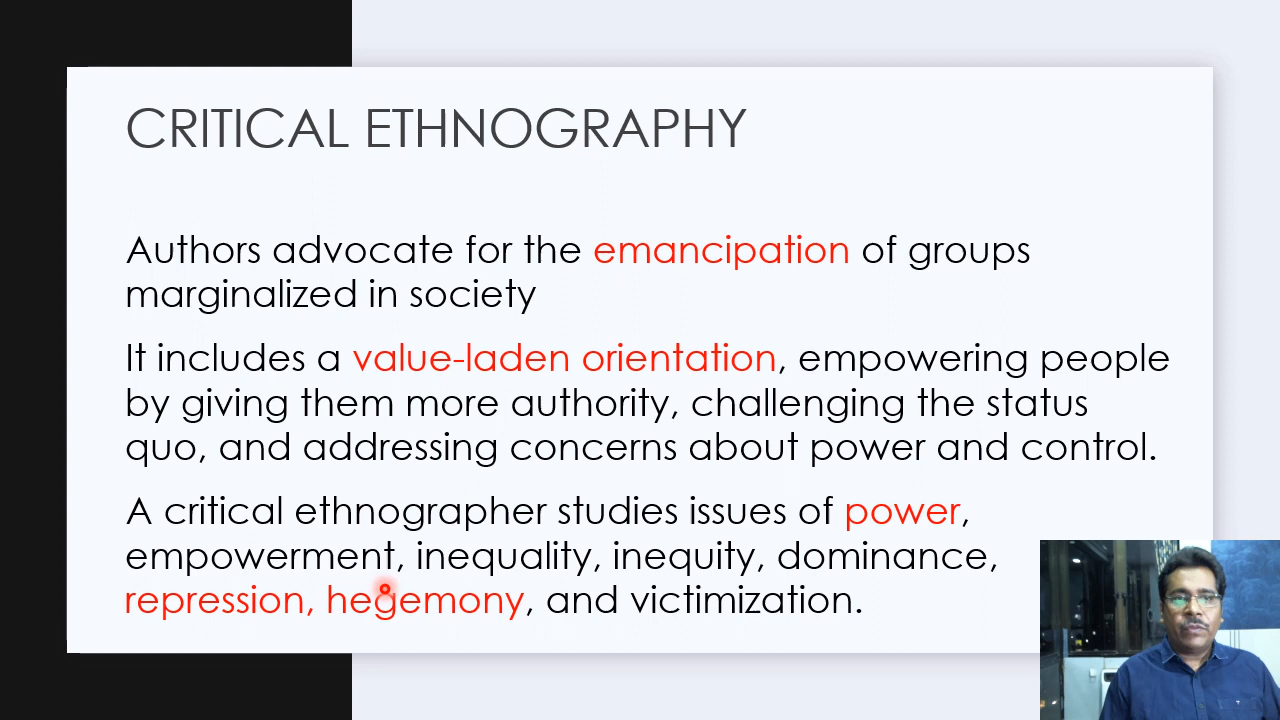 CRITICAL ETHNOGRAPHY
Authors advocate for the emancipation of groups
marginalized in society
It includes a value-laden orientation, empowering people
by giving them more authority, challenging the status
quo, and addressing concerns about power and control.
A critical ethnographer studies issues of power,
empowerment, inequality, inequity, dominance,
repression, hegemony, and victimization.